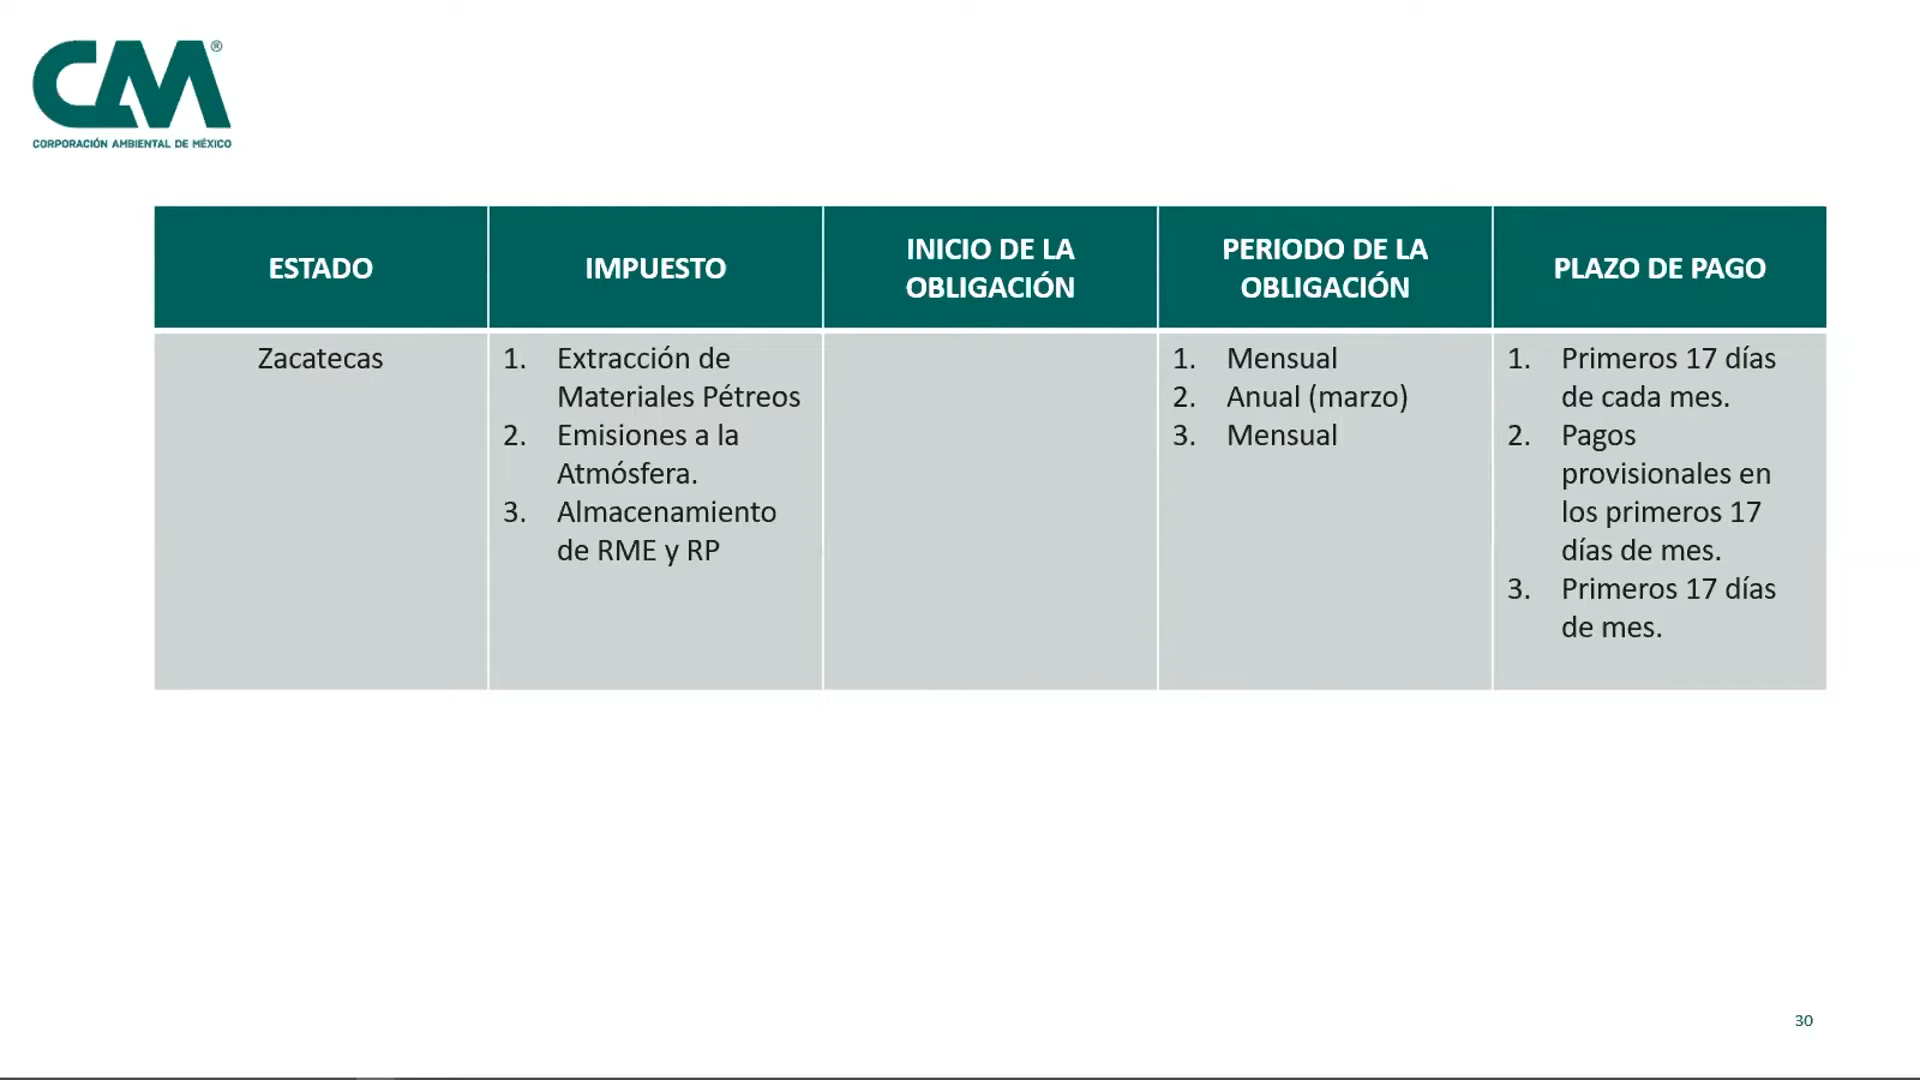 CM®
CORPORACIÓN AMBIENTAL DE MÉXICO
ESTADO
IMPUESTO
INICIO DE LA
OBLIGACIÓN
PERIODO DE LA
OBLIGACIÓN
PLAZO DE PAGO
Zacatecas
1. Extracción de
Materiales Pétreos
2. Emisiones a la
Atmósfera.
3. Almacenamiento
de RME y RP
1. Mensual
2. Anual (marzo)
3. Mensual
1. Primeros 17 días
de cada mes.
2. Pagos
provisionales en
los primeros 17
días de mes.
3. Primeros 17 días
de mes.
30